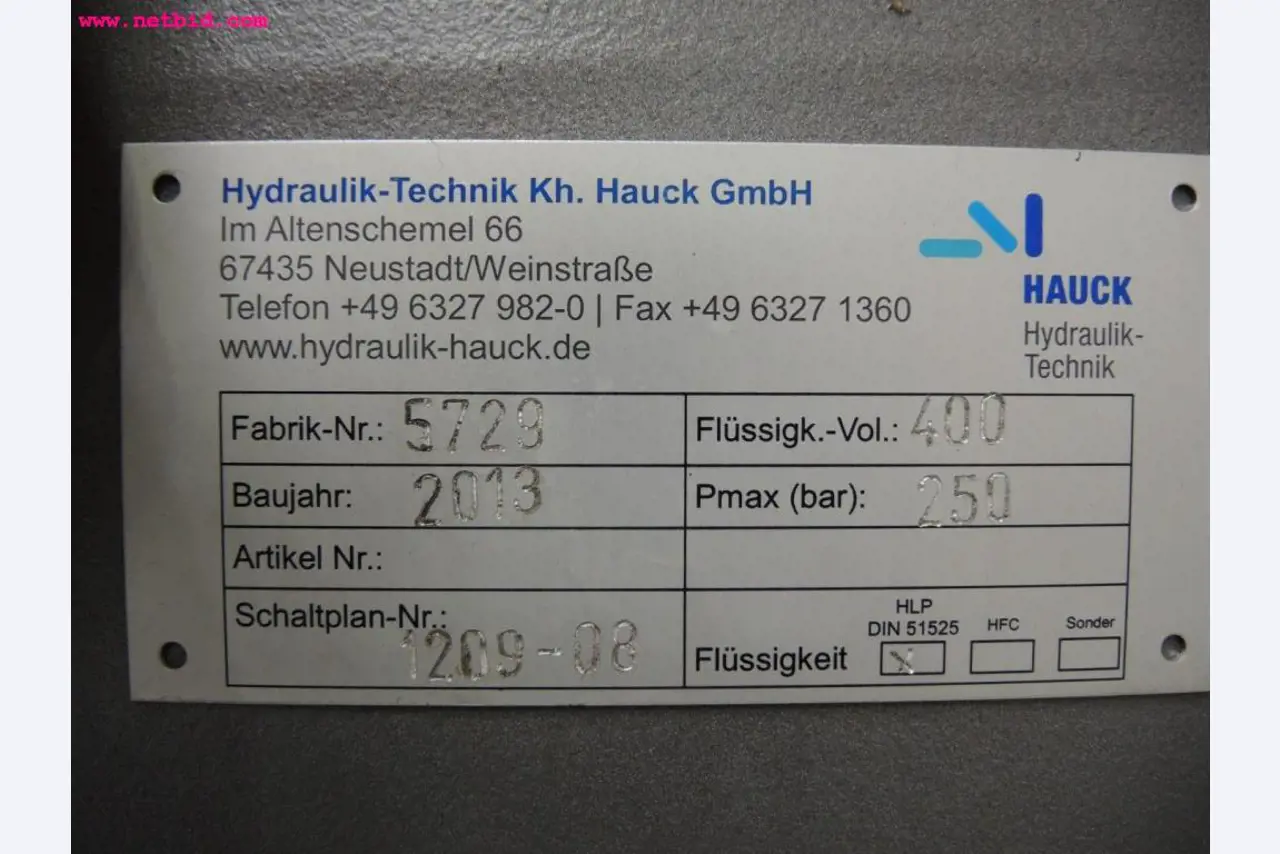 www.netbid.com
Hydraulik-Technik Kh. Hauck GmbH
Im Altenschemel 66
67435 Neustadt/Weinstraße
Telefon +49 6327 982-0 | Fax +49 6327 1360
www.hydraulik-hauck.de
HAUCK
Hydraulik-
Technik
Fabrik-Nr.: 5729
Flüssigk.-Vol.: 400
Baujahr: 2013
Pmax (bar): 250
Artikel Nr.:
Schaltplan-Nr.:
1209-08
HLP
DIN 51525
HFC
Sonder
Flüssigkeit x